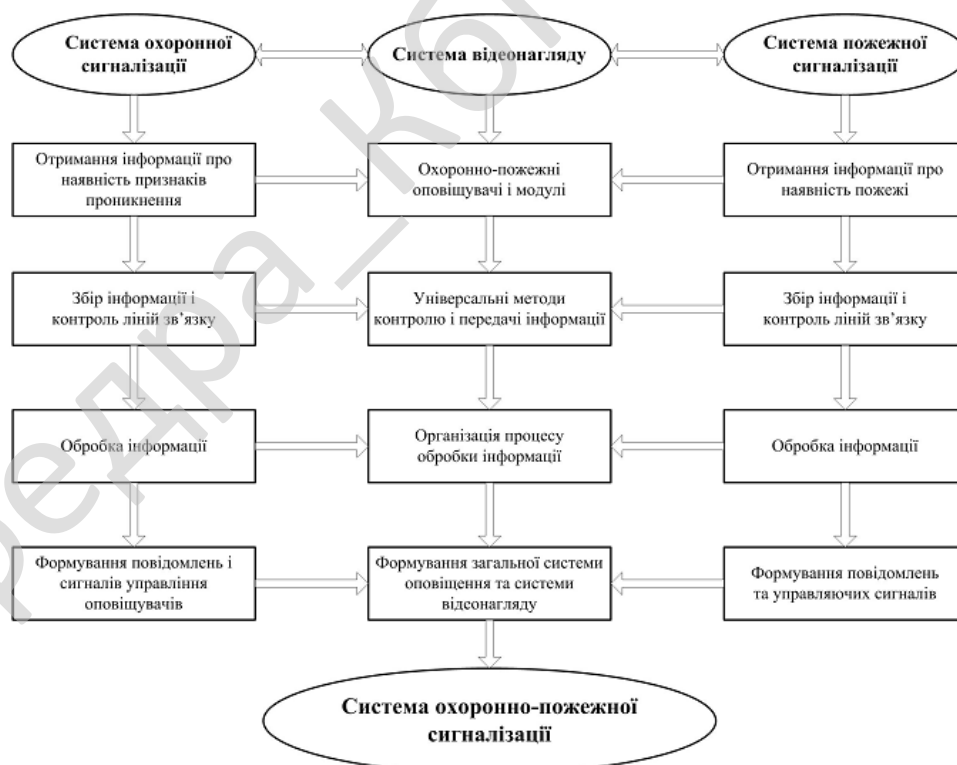 Система охоронної
сигналізації
Система відеонагляду
Система пожежної
сигналізації
Отримання інформації про
наявність признаків
проникнення
Охоронно-пожежні
оповіщувачі і модулі
Отримання інформації про
наявність пожежі
Збір інформації і
контроль ліній зв’язку
Універсальні методи
контролю і передачі інформації
Збір інформації і
контроль ліній зв’язку
Обробка інформації
Організація процесу
обробки інформації
Обробка інформації
Формування повідомлень і
сигналів управління
оповіщувачів
Формування загальної системи
оповіщення та системи
відеонагляду
Формування повідомлень
та управляючих сигналів
Система охоронно-пожежної
сигналізації